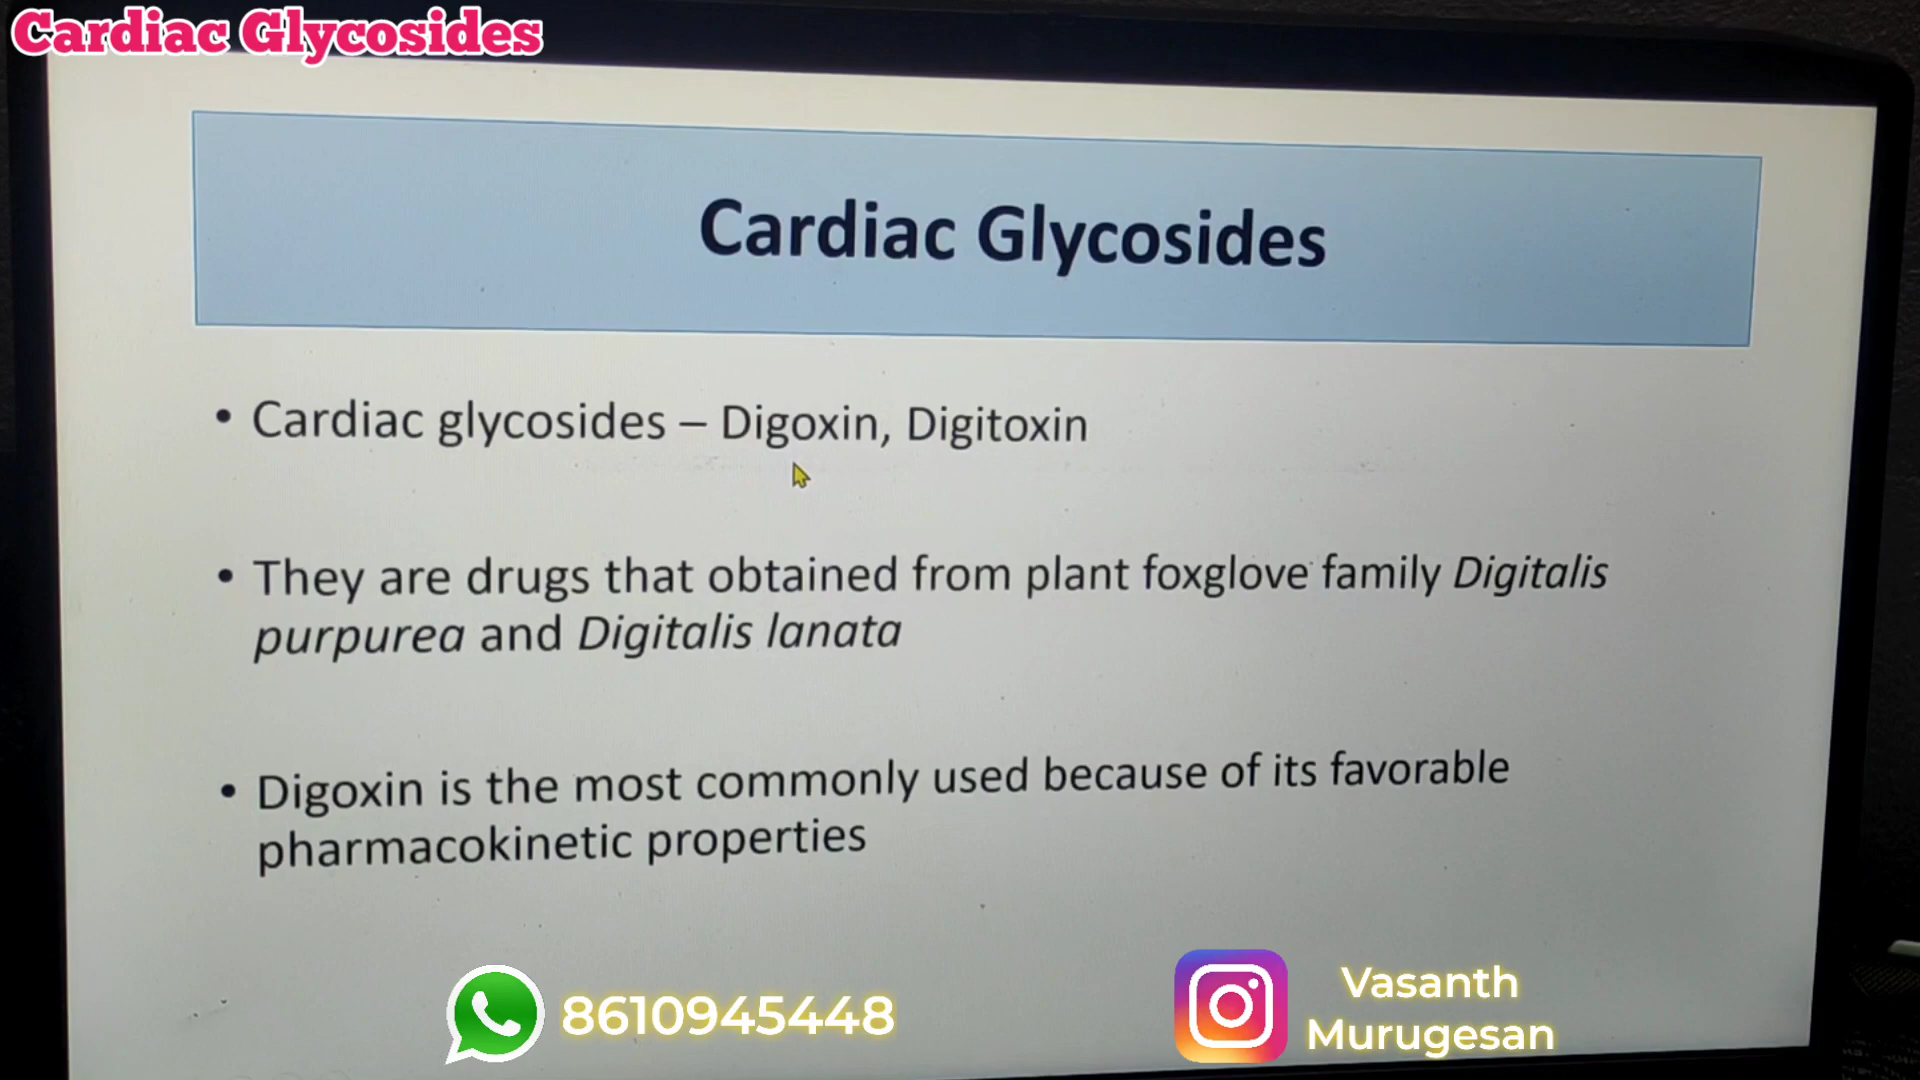 Cardiac Glycosides
Cardiac Glycosides
• Cardiac glycosides – Digoxin, Digitoxin
• They are drugs that obtained from plant foxglove family Digitalis
purpurea and Digitalis lanata
• Digoxin is the most commonly used because of its favorable
pharmacokinetic properties
8610945448
Vasanth
Murugesan